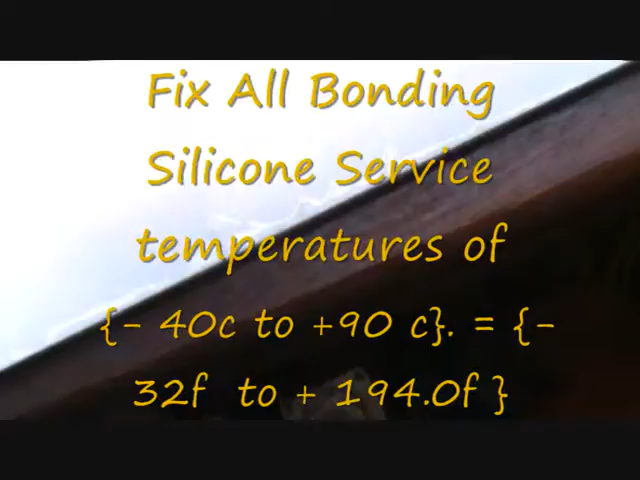 Fix All Bonding
Silicone Service
temperatures of
{- 40c to +90 c}. = {-
32f  to + 194.0f }